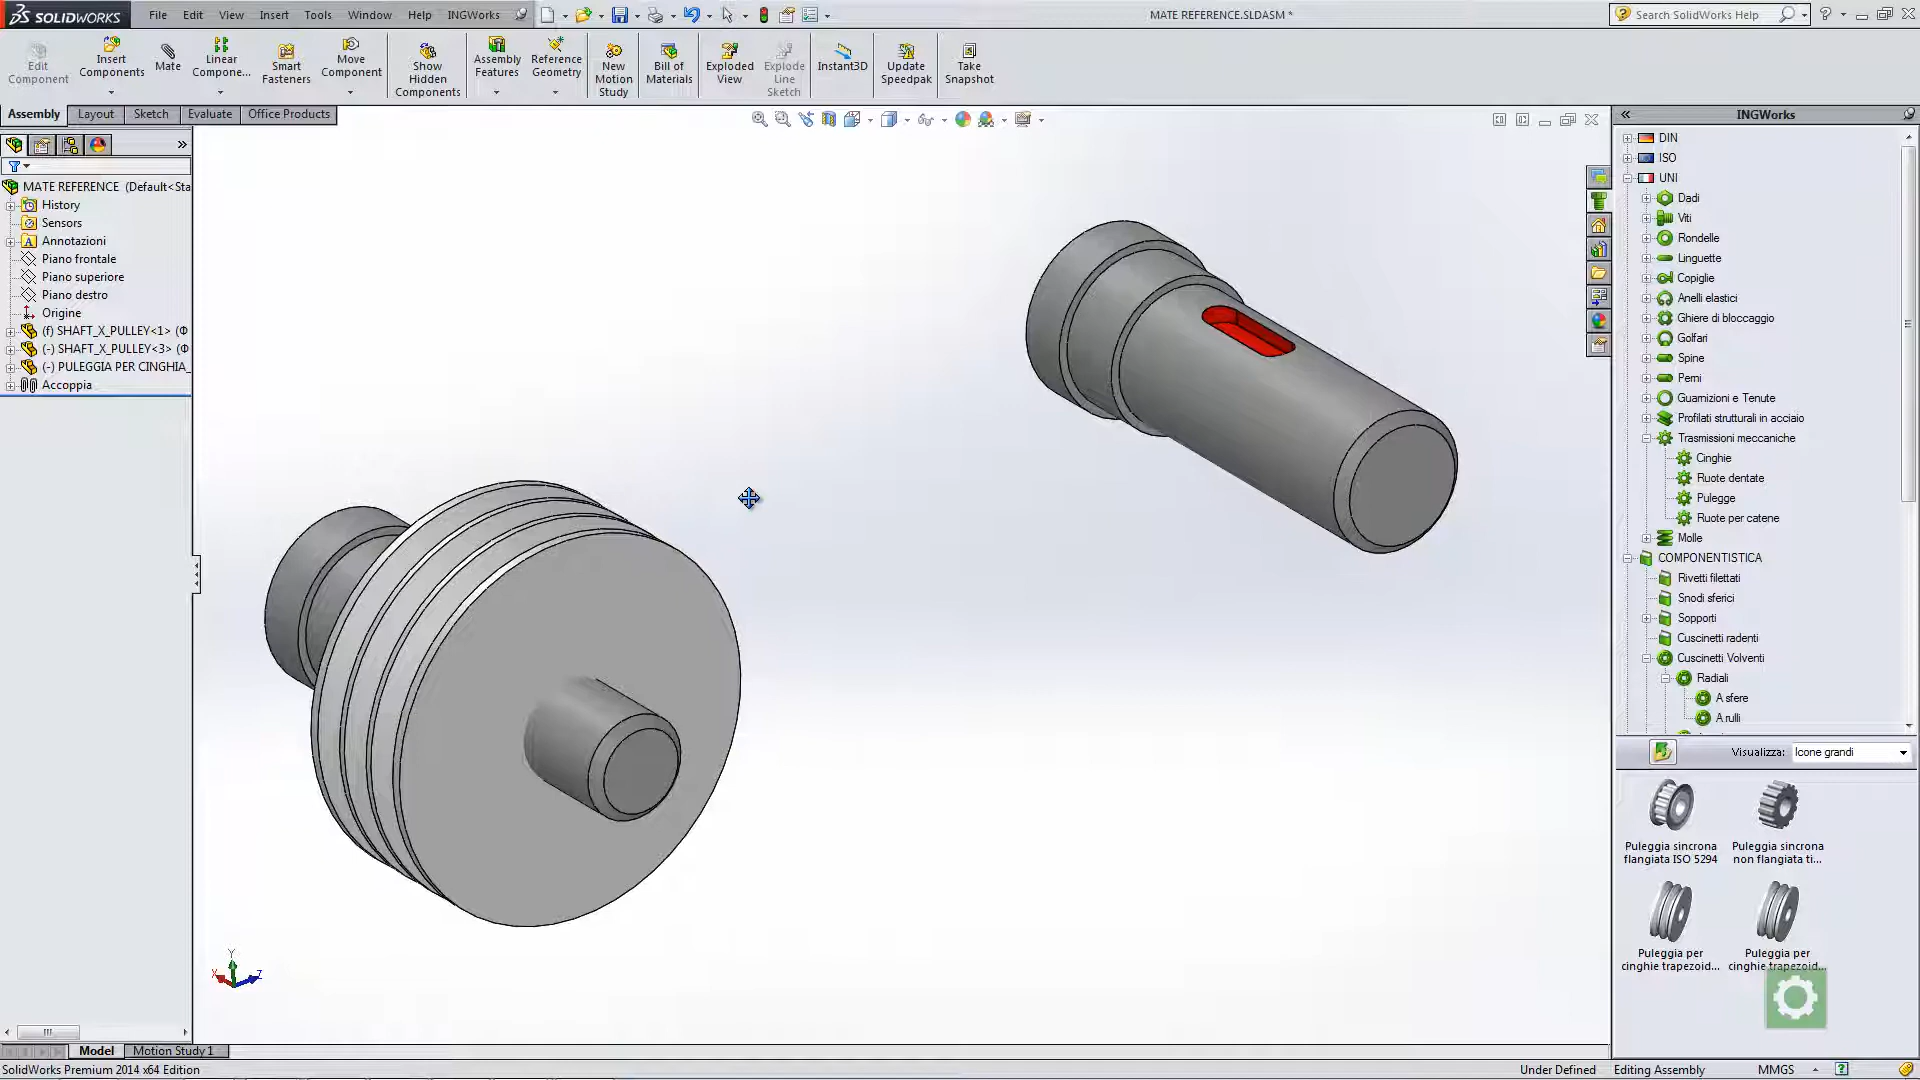 SOLIDWORKS File Edit View Insert Tools Window Help INGWorks MATE REFERENCE.SLDASM * Search SolidWorks Help
Edit Component
Insert Components
Mate
Linear Compone...
Smart Fasteners
Move Component
Show Hidden Components
Assembly Features
Reference Geometry
New Motion Study
Bill of Materials
Exploded View
Explode Line Sketch
Instant3D
Update Speedpak
Take Snapshot
Assembly Layout Sketch Evaluate Office Products
MATE REFERENCE (Default<Sta
History
Sensors
Annotazioni
Piano frontale
Piano superiore
Piano destro
Origine
(f) SHAFT_X_PULLEY<1> (Φ
(-) SHAFT_X_PULLEY<3> (Φ
(-) PULEGGIA PER CINGHIA_
Accoppia
Y
X
Z
INGWorks
DIN
ISO
UNI
Dadi
Viti
Rondelle
Linguette
Copiglie
Anelli elastici
Ghiere di bloccaggio
Golfari
Spine
Perni
Guarnizioni e Tenute
Profilati strutturali in acciaio
Trasmissioni meccaniche
Cinghie
Ruote dentate
Pulegge
Ruote per catene
Molle
COMPONENTISTICA
Rivetti filettati
Snodi sferici
Sopporti
Cuscinetti radenti
Cuscinetti Volventi
Radiali
A sfere
A rulli
Visualizza: Icone grandi
Puleggia sincrona
flangiata ISO 5294
Puleggia sincrona
non flangiata ti...
Puleggia per
cinghie trapezoid...
Puleggia per
cinghie trapezoid...
Model Motion Study 1
SolidWorks Premium 2014 x64 Edition Under Defined Editing Assembly MMGS